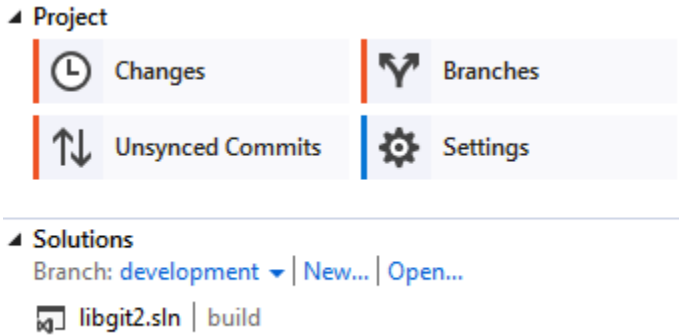 Project
Changes
Branches
Unsynced Commits
Settings
Solutions
Branch: development | New... | Open...
libgit2.sln | build